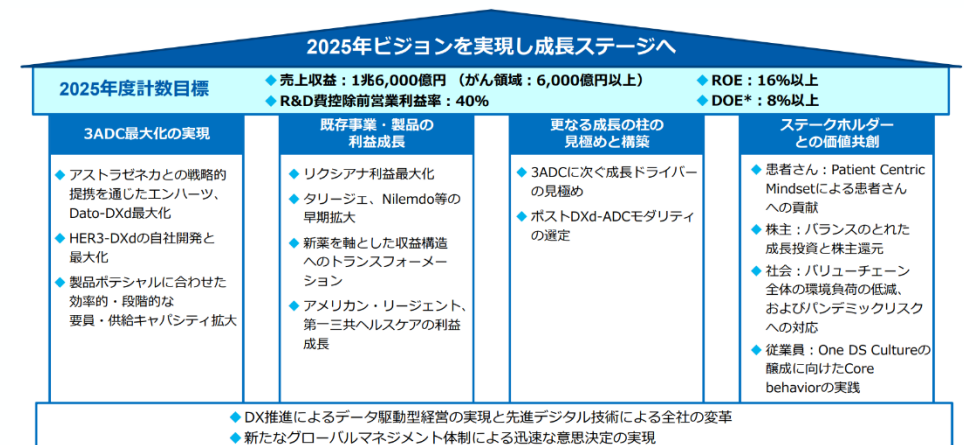 2025年ビジョンを実現し成長ステージへ
2025年度計数目標
◆売上収益：1兆6,000億円 （がん領域：6,000億円以上）
◆R&D費控除前営業利益率：40%
◆ROE：16%以上
◆DOE*：8%以上
3ADC最大化の実現
◆アストラゼネカとの戦略的
提携を通じたエンハーツ、
Dato-DXd最大化
◆HER3-DXdの自社開発と
最大化
◆製品ポテシャルに合わせた
効率的・段階的な
要員・供給キャパシティ拡大
既存事業・製品の
利益成長
◆リクシアナ利益最大化
◆タリージェ、Nilemdo等の
早期拡大
◆新薬を軸とした収益構造
へのトランスフォーメー
ション
◆アメリカン・リージェント、
第一三共ヘルスケアの利益
成長
更なる成長の柱の
見極めと構築
◆3ADCに次ぐ成長ドライバー
の見極め
◆ポストDXd-ADCモダリティ
の選定
ステークホルダー
との価値共創
◆患者さん：Patient Centric
Mindsetによる患者さん
への貢献
◆株主：バランスのとれた
成長投資と株主還元
◆社会：バリューチェーン
全体の環境負荷の低減、
およびパンデミックリスク
への対応
◆従業員：One DS Cultureの
醸成に向けたCore
behaviorの実践
◆DX推進によるデータ駆動型経営の実現と先進デジタル技術による全社の変革
◆新たなグローバルマネジメント体制による迅速な意思決定の実現